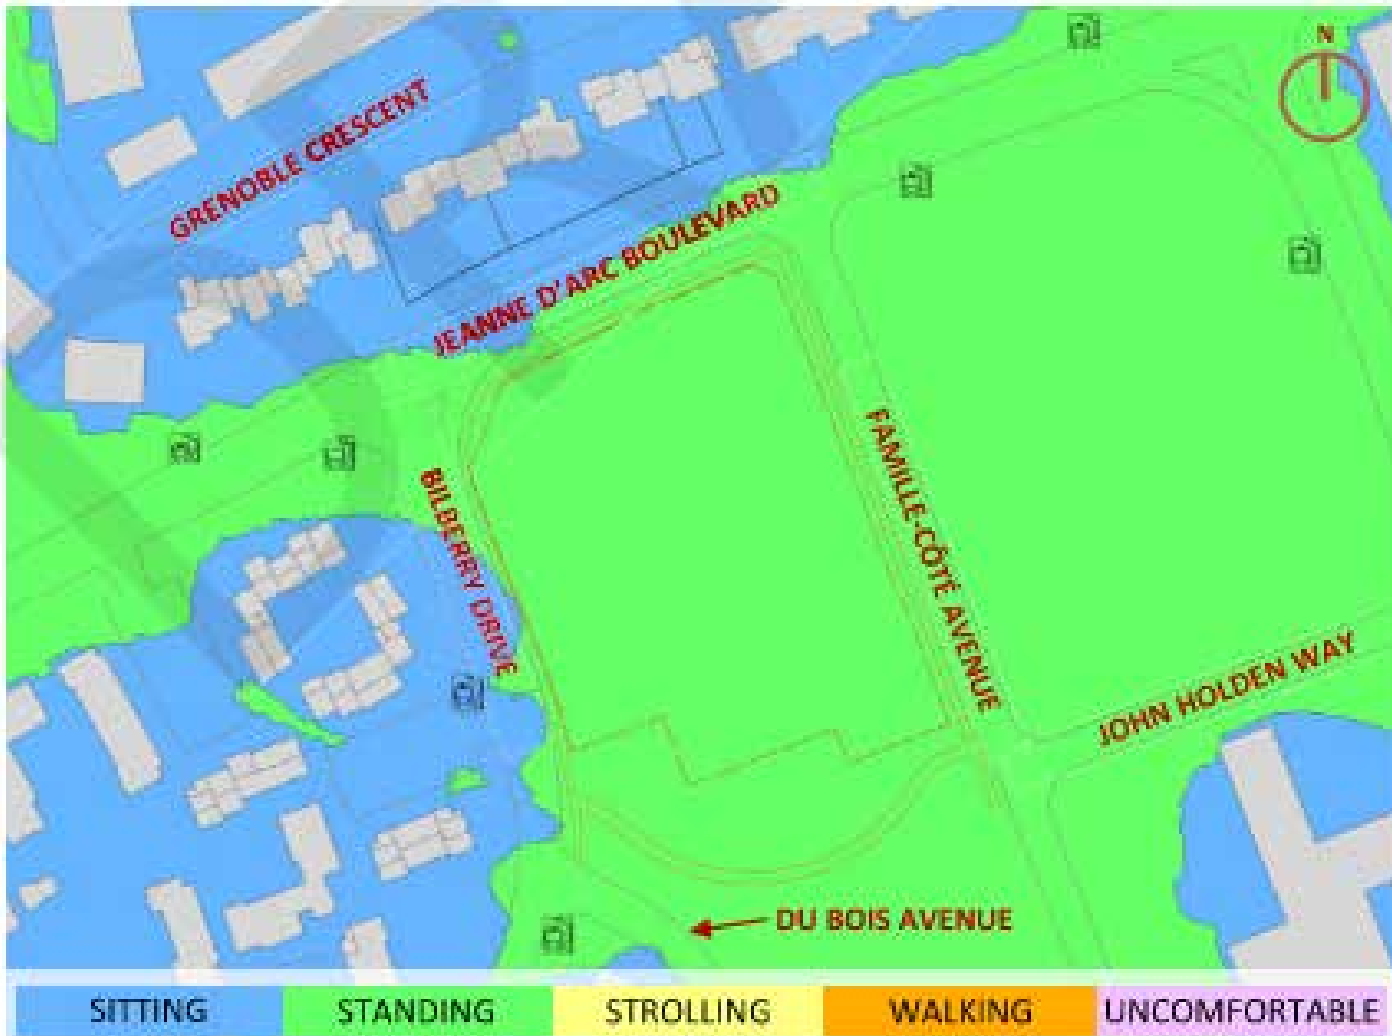 N
GRENOBLE CRESCENT
JEANNE D'ARC BOULEVARD
BILBERRY DRIVE
FAMILLE-CÔTÉ AVENUE
JOHN HOLDEN WAY
DU BOIS AVENUE
SITTING STANDING STROLLING WALKING UNCOMFORTABLE